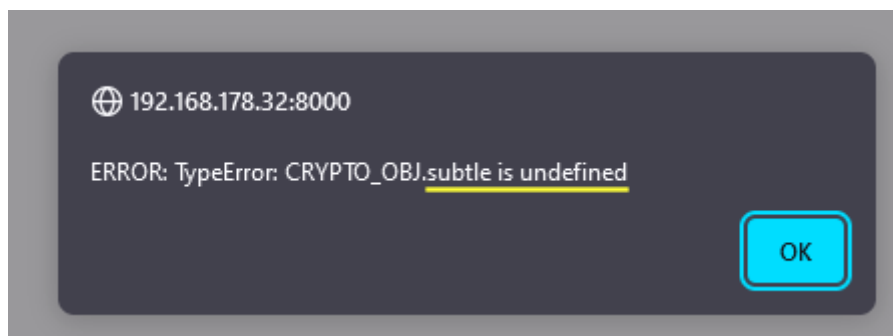 192.168.178.32:8000
ERROR: TypeError: CRYPTO_OBJ.subtle is undefined
OK